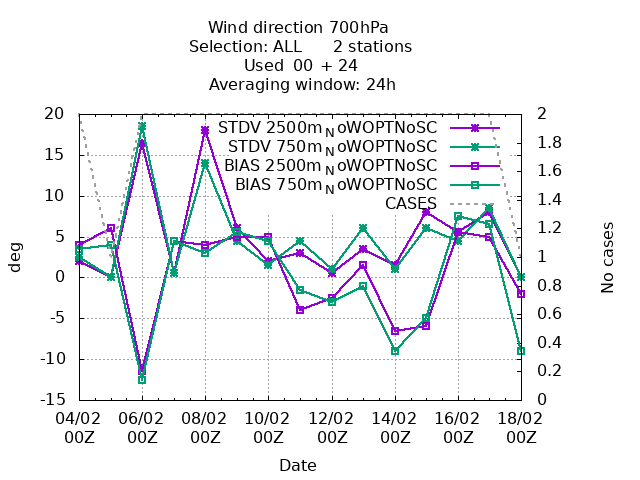 Wind direction 700hPa
Selection: ALL 2 stations
Used 00 + 24
Averaging window: 24h
deg
20
15
10
5
0
-5
-10
-15
STDV 2500m_NoWOPTNoSC
STDV 750m_NoWOPTNoSC
BIAS 2500m_NoWOPTNoSC
BIAS 750m_NoWOPTNoSC
CASES
2
1.8
1.6
1.4
1.2
1
0.8
0.6
0.4
0.2
0
No cases
04/02 06/02 08/02 10/02 12/02 14/02 16/02 18/02
00Z 00Z 00Z 00Z 00Z 00Z 00Z 00Z
Date